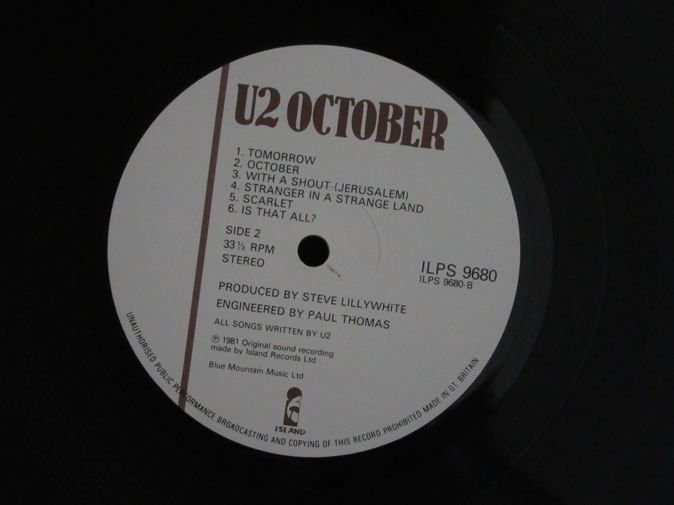 U2 OCTOBER
1. TOMORROW
2. OCTOBER
3. WITH A SHOUT (JERUSALEM)
4. STRANGER IN A STRANGE LAND
5. SCARLET
6. IS THAT ALL?
SIDE 2
33⅓ RPM
STEREO
ILPS 9680
ILPS 9680-B
PRODUCED BY STEVE LILLYWHITE
ENGINEERED BY PAUL THOMAS
ALL SONGS WRITTEN BY U2
℗ 1981 Original sound recording
made by Island Records Ltd
Blue Mountain Music Ltd
ISLAND
UNAUTHORISED PUBLIC PERFORMANCE BROADCASTING AND COPYING OF THIS RECORD PROHIBITED MADE IN GT. BRITAIN